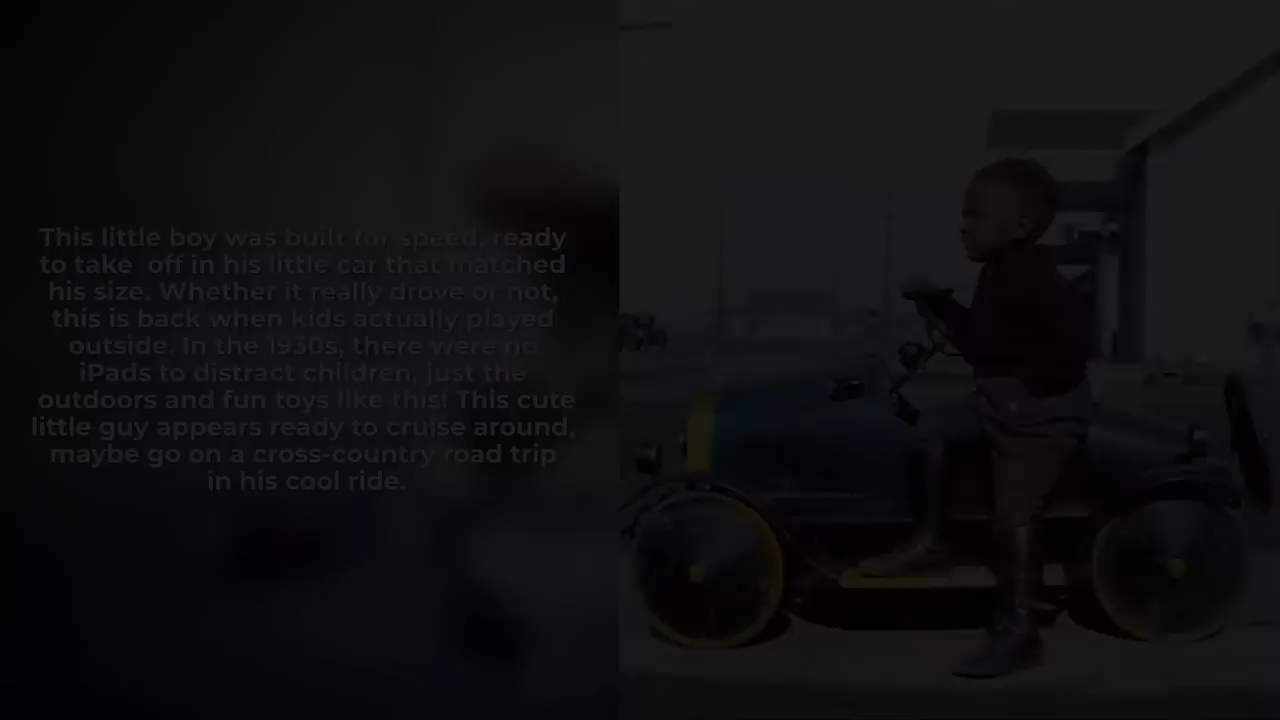 This little boy was built for speed, ready
to take off in his little car that matched
his size. Whether it really drove or not,
this is back when kids actually played
outside. In the 1930s, there were no
iPads to distract children, just the
outdoors and fun toys like this! This cute
little guy appears ready to cruise around,
maybe go on a cross-country road trip
in his cool ride.